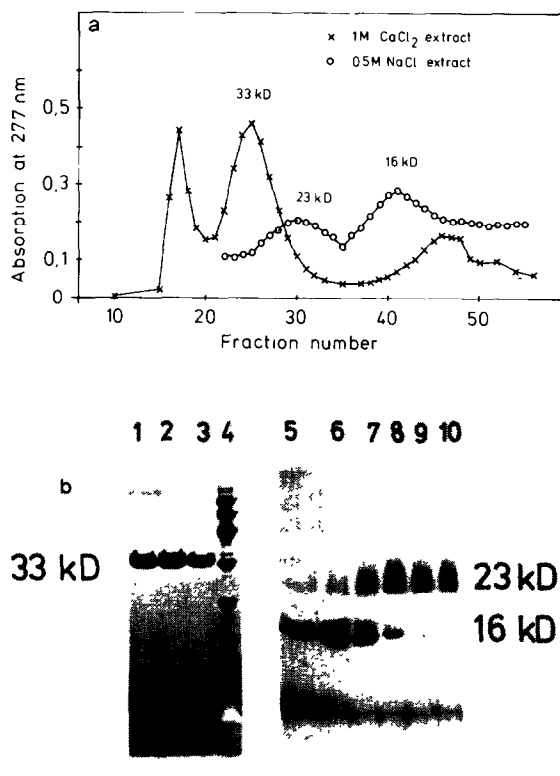 a
x 1M CaCl₂ extract
o 05M NaCl extract
33 kD
23 kD
16 kD
Absorption at 277 nm
0,5
0,3
0,1
0
10 20 30 40 50
Fraction number
1 2 3 4 5 6 7 8 9 10
b
33 kD
23 kD
16 kD